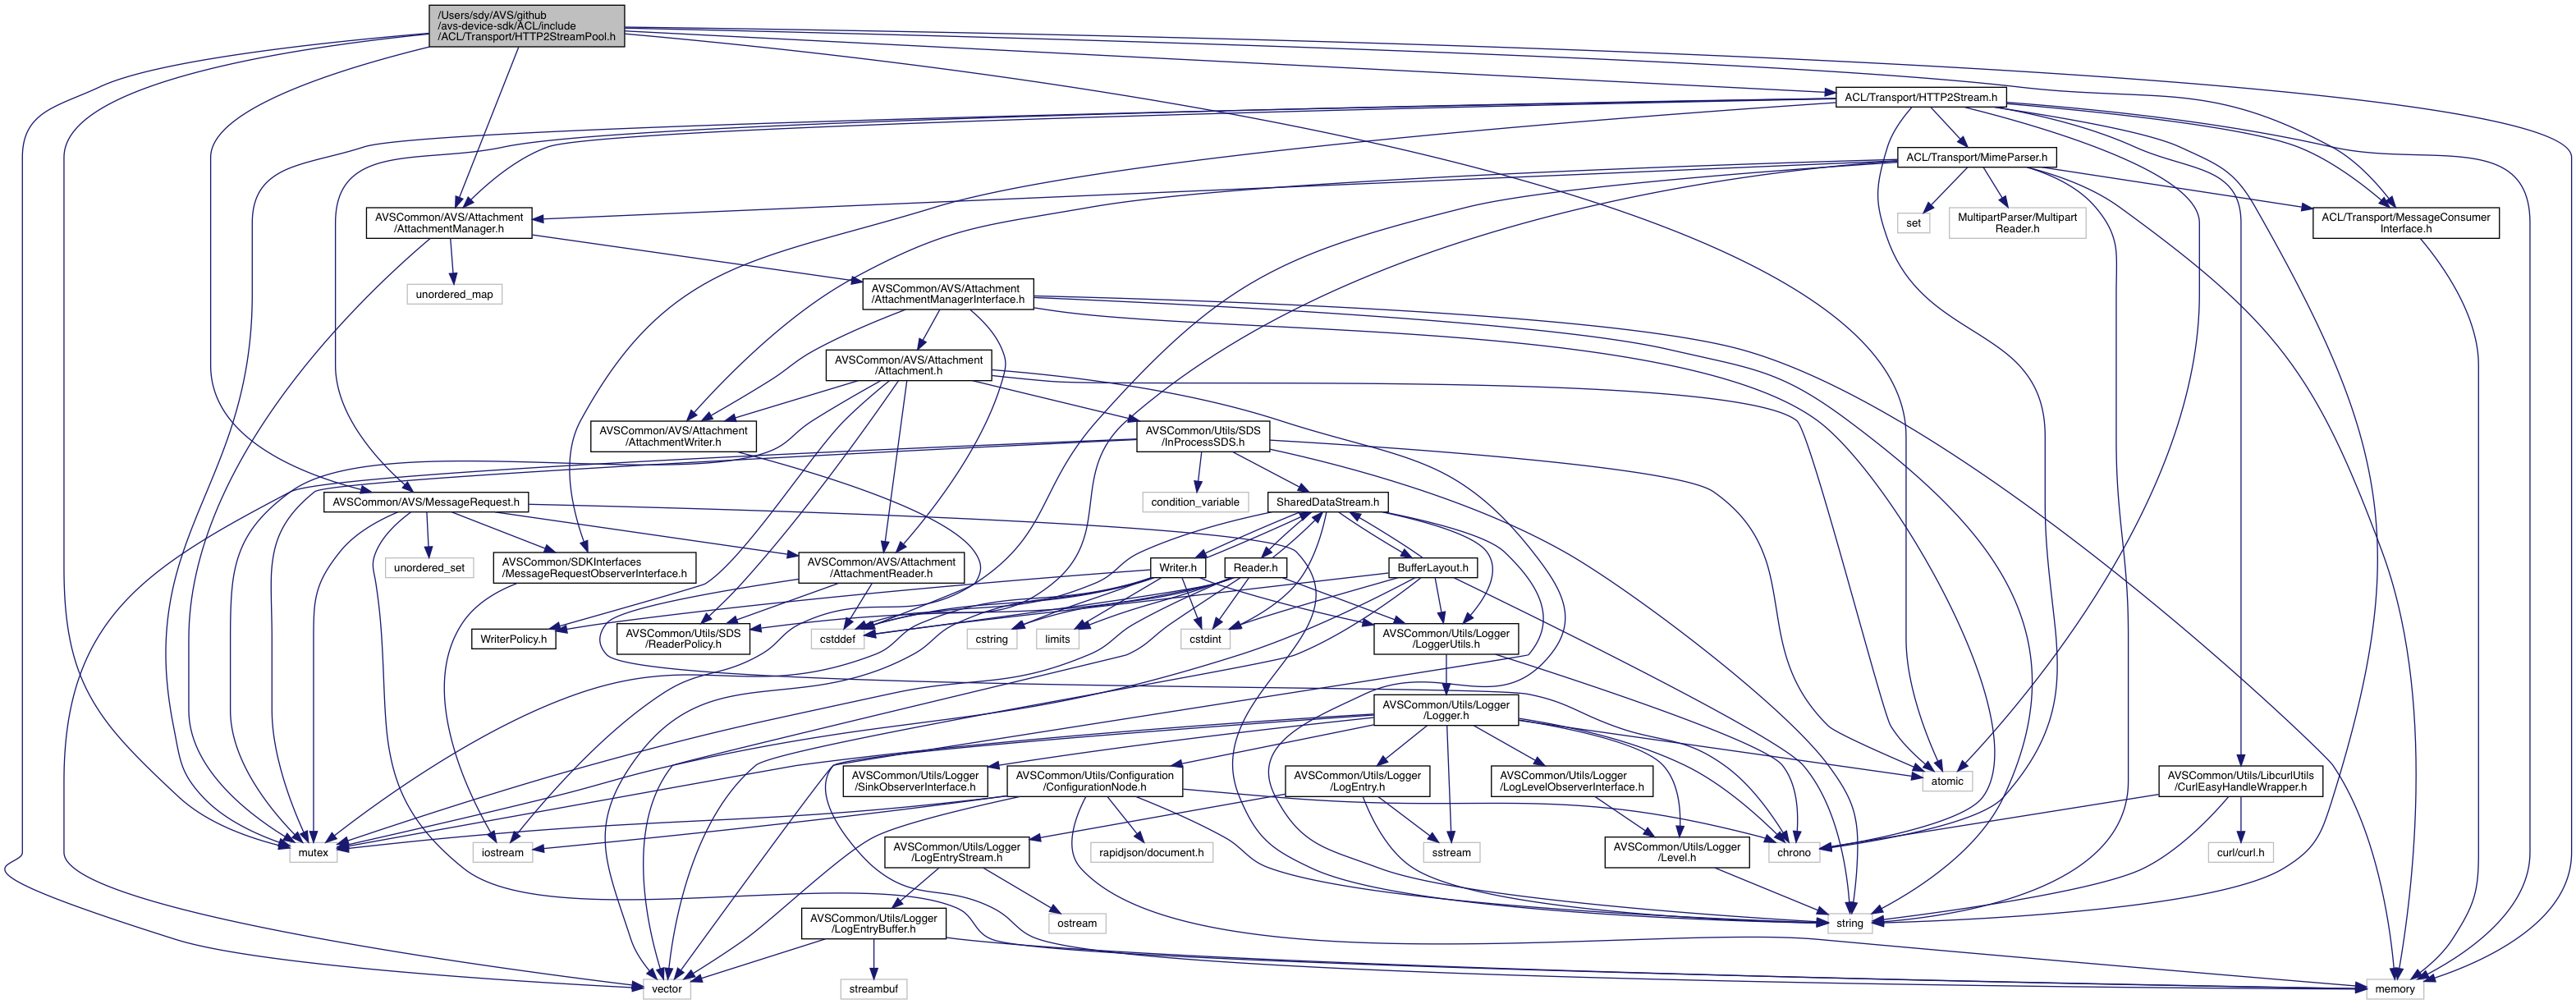 /Users/sdy/AVS/github
/avs-device-sdk/ACL/include
/ACL/Transport/HTTP2StreamPool.h
ACL/Transport/HTTP2Stream.h
ACL/Transport/MimeParser.h
AVSCommon/AVS/Attachment
/AttachmentManager.h
set
MultipartParser/Multipart
Reader.h
ACL/Transport/MessageConsumer
Interface.h
unordered_map
AVSCommon/AVS/Attachment
/AttachmentManagerInterface.h
AVSCommon/AVS/Attachment
/Attachment.h
AVSCommon/AVS/Attachment
/AttachmentWriter.h
AVSCommon/Utils/SDS
/InProcessSDS.h
AVSCommon/AVS/MessageRequest.h
condition_variable
SharedDataStream.h
unordered_set
AVSCommon/SDKInterfaces
/MessageRequestObserverInterface.h
AVSCommon/AVS/Attachment
/AttachmentReader.h
Writer.h
Reader.h
BufferLayout.h
WriterPolicy.h
AVSCommon/Utils/SDS
/ReaderPolicy.h
cstddef
cstring
limits
cstdint
AVSCommon/Utils/Logger
/LoggerUtils.h
AVSCommon/Utils/Logger
/Logger.h
AVSCommon/Utils/Logger
/SinkObserverInterface.h
AVSCommon/Utils/Configuration
/ConfigurationNode.h
AVSCommon/Utils/Logger
/LogEntry.h
AVSCommon/Utils/Logger
/LogLevelObserverInterface.h
atomic
AVSCommon/Utils/LibcurlUtils
/CurlEasyHandleWrapper.h
mutex
iostream
AVSCommon/Utils/Logger
/LogEntryStream.h
rapidjson/document.h
sstream
AVSCommon/Utils/Logger
/Level.h
chrono
curl/curl.h
AVSCommon/Utils/Logger
/LogEntryBuffer.h
ostream
string
vector
streambuf
memory